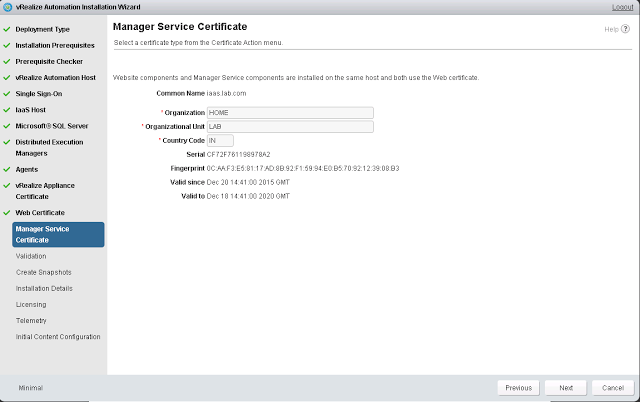 vRealize Automation Installation Wizard
Logout
Deployment Type
Installation Prerequisites
Prerequisite Checker
vRealize Automation Host
Single Sign-On
IaaS Host
Microsoft® SQL Server
Distributed Execution
Managers
Agents
vRealize Appliance
Certificate
Web Certificate
Manager Service
Certificate
Validation
Create Snapshots
Installation Details
Licensing
Telemetry
Initial Content Configuration
Manager Service Certificate
Help ?
Select a certificate type from the Certificate Action menu.
Website components and Manager Service components are installed on the same host and both use the Web certificate.
Common Name iaas.lab.com
* Organization HOME
* Organizational Unit LAB
* Country Code IN
Serial CF72F761198978A2
Fingerprint 0C:AA:F3:E5:81:17:AD:8B:92:F1:59:94:E0:B5:70:92:12:39:08:B3
Valid since Dec 20 14:41:00 2015 GMT
Valid to Dec 18 14:41:00 2020 GMT
Minimal
Previous
Next
Cancel